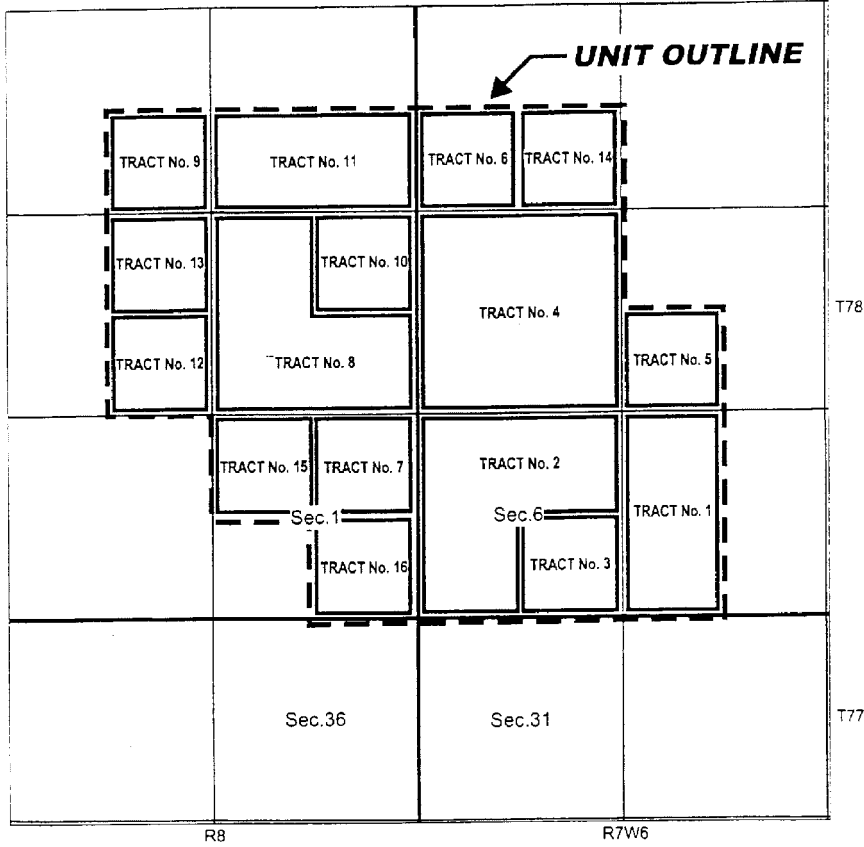 UNIT OUTLINE
TRACT No. 9
TRACT No. 11
TRACT No. 6
TRACT No. 14
TRACT No. 13
TRACT No. 10
TRACT No. 4
T78
TRACT No. 12
TRACT No. 8
TRACT No. 5
TRACT No. 15
TRACT No. 7
TRACT No. 2
TRACT No. 1
Sec.1
Sec.6
TRACT No. 16
TRACT No. 3
Sec.36
Sec.31
T77
R8
R7W6